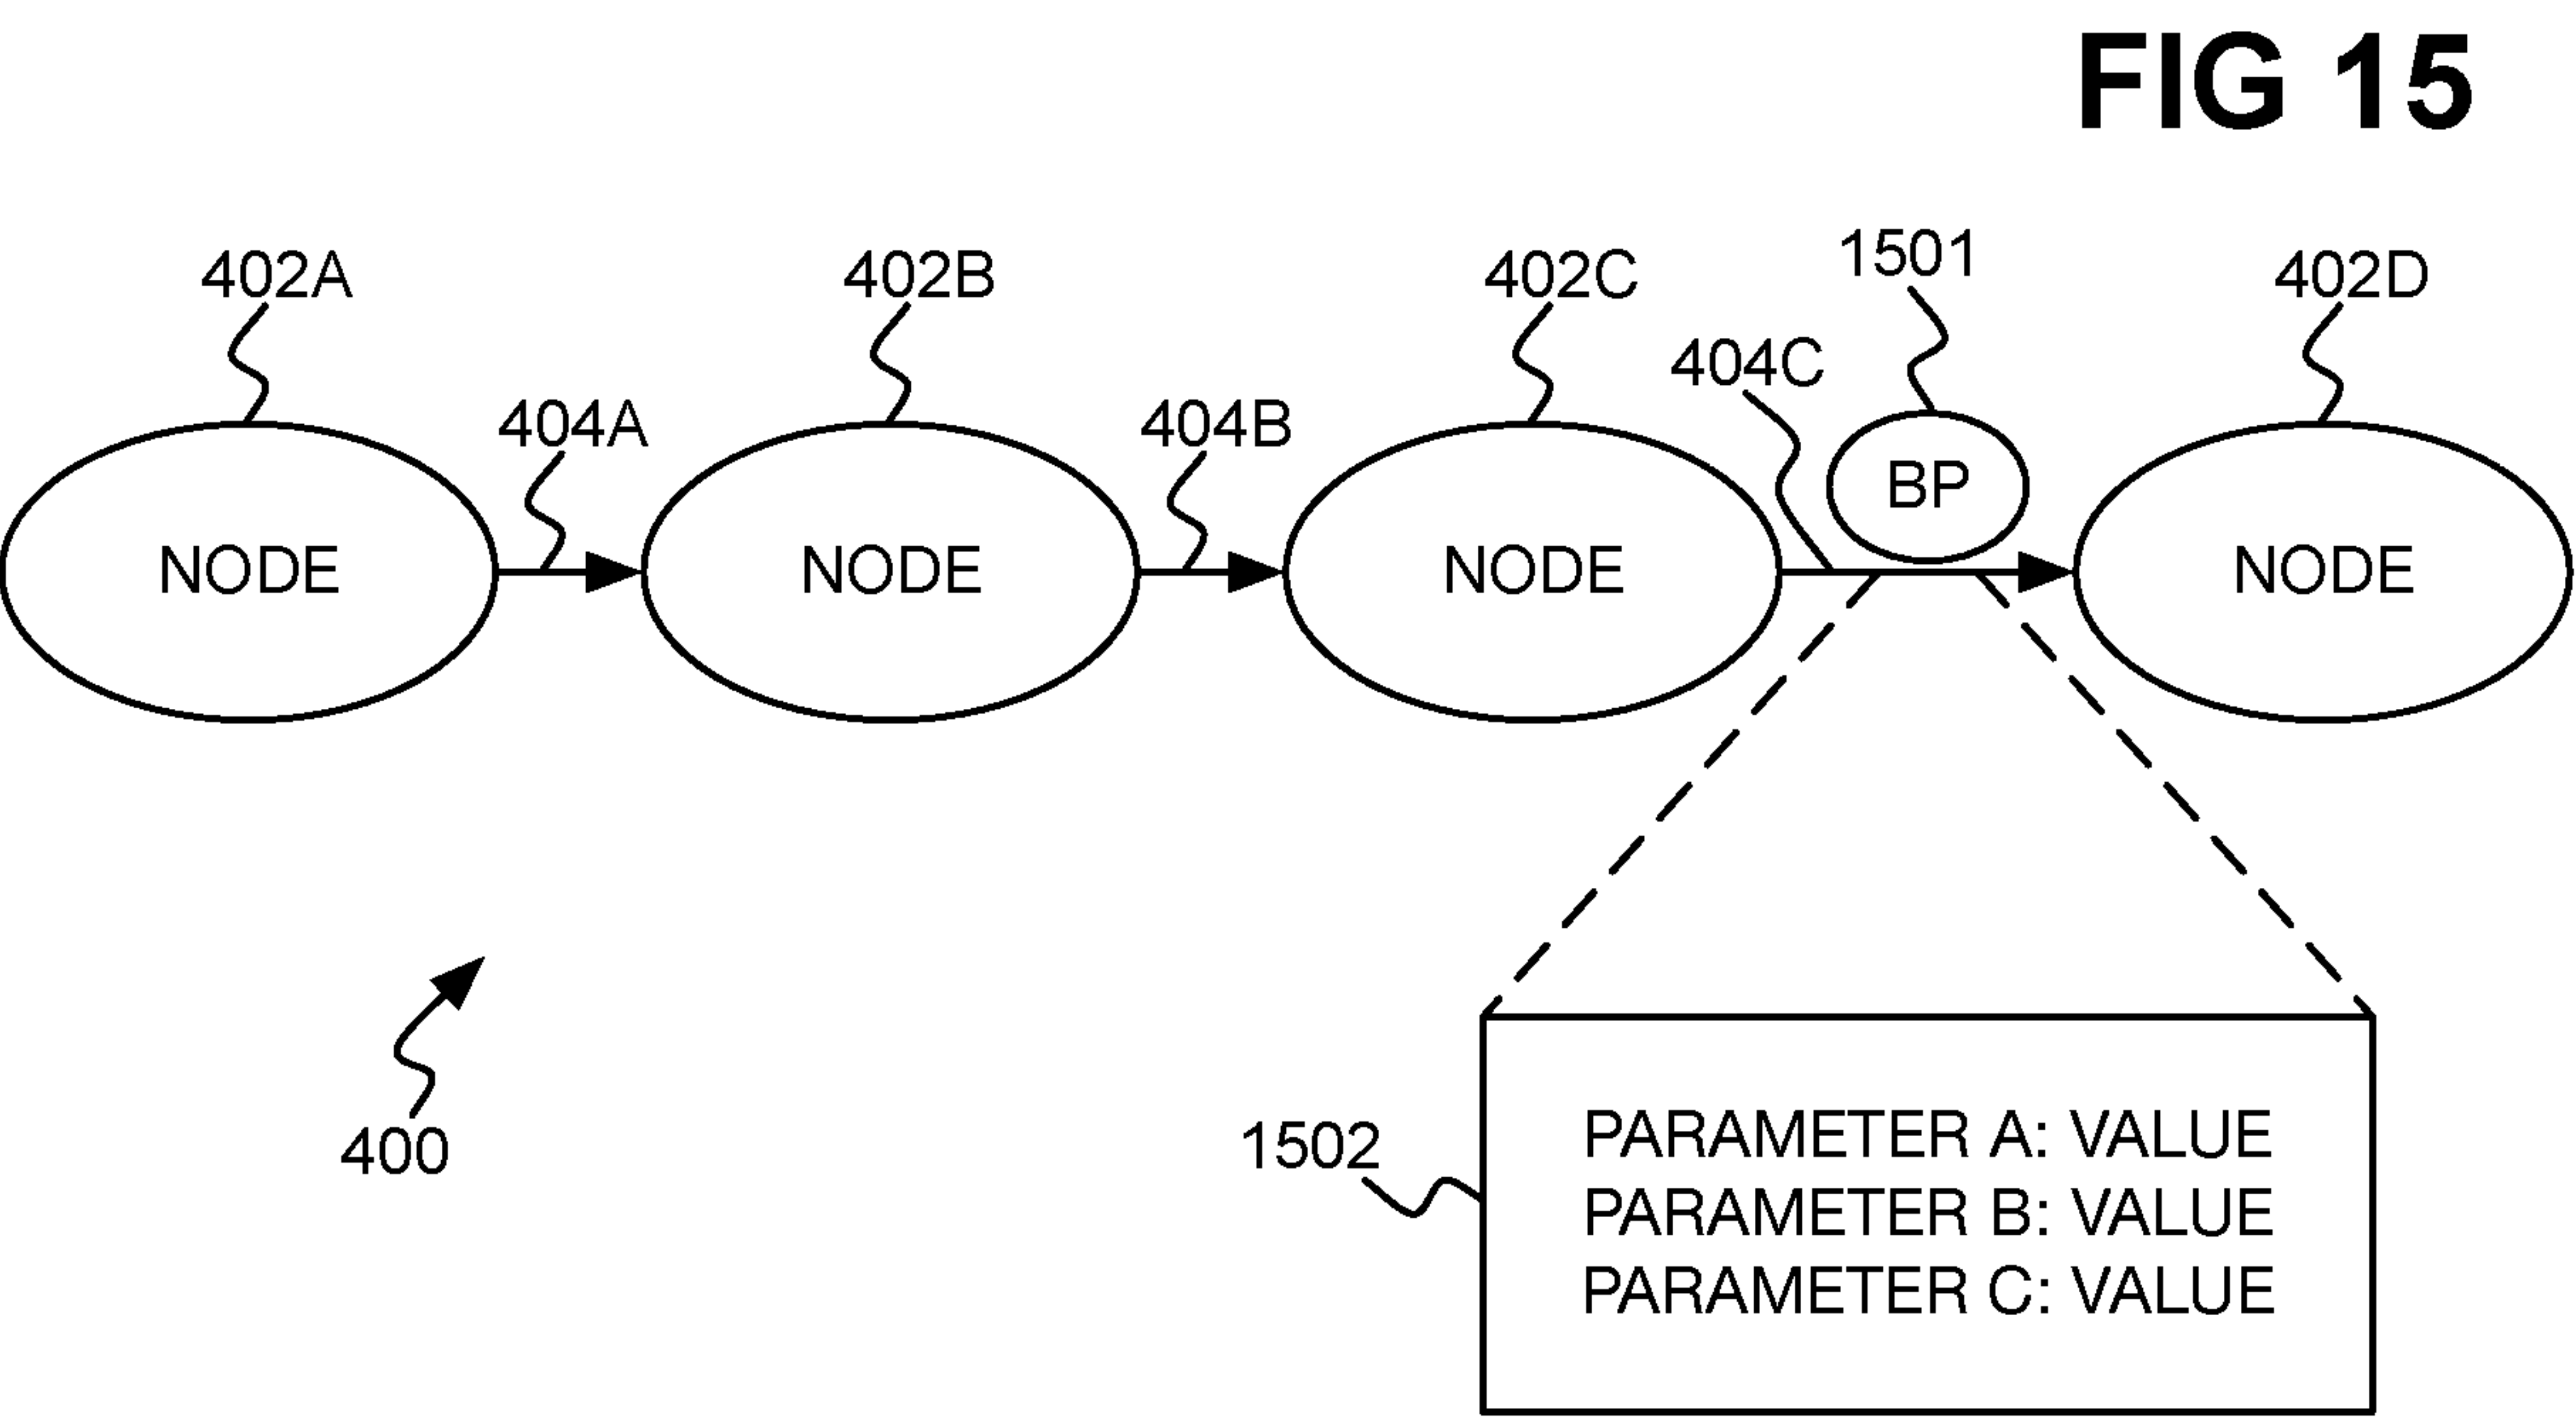 FIG 15
402A
402B
402C
1501
402D
404A
404B
404C
BP
NODE
NODE
NODE
NODE
400
1502
PARAMETER A: VALUE
PARAMETER B: VALUE
PARAMETER C: VALUE